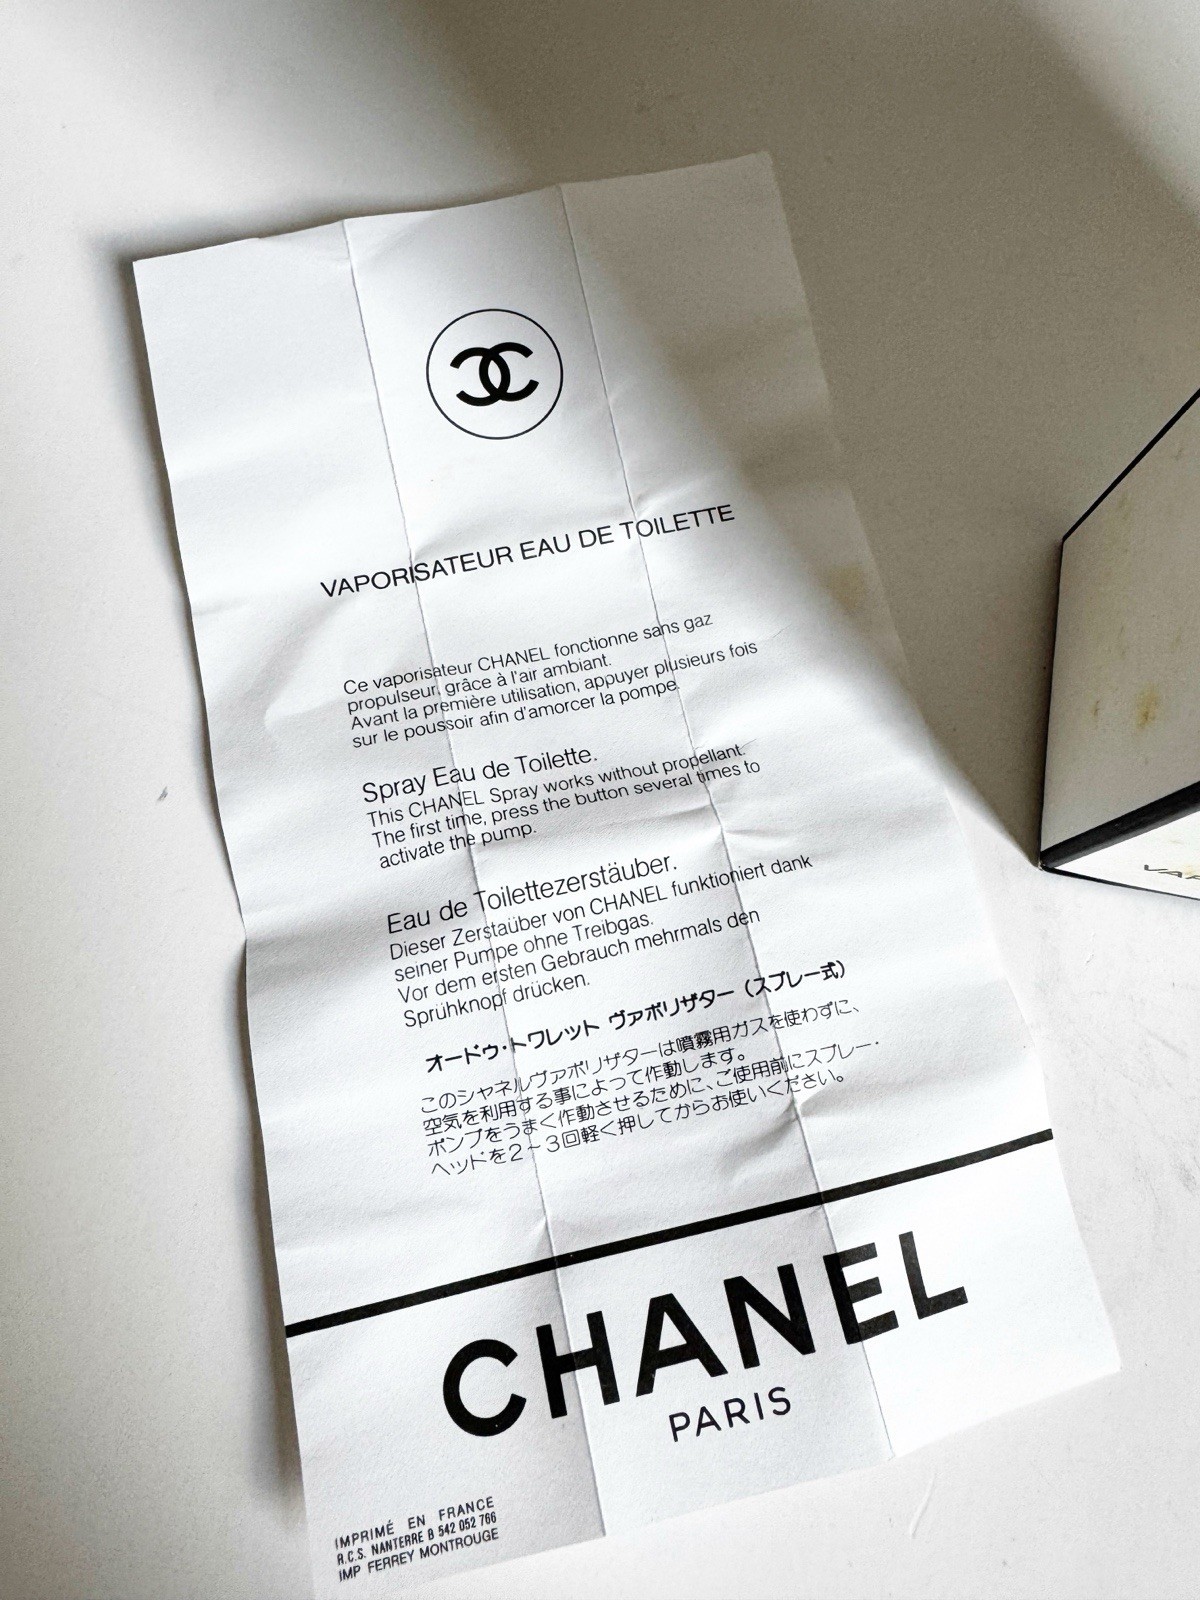 VAPORISATEUR EAU DE TOILETTE
Ce vaporisateur CHANEL fonctionne sans gaz
propulseur, grâce à l'air ambiant.
Avant la première utilisation, appuyer plusieurs fois
sur le poussoir afin d'amorcer la pompe.
Spray Eau de Toilette.
This CHANEL Spray works without propellant.
The first time, press the button several times to
activate the pump.
Eau de Toilettezerstäuber.
Dieser Zerstäuber von CHANEL funktioniert dank
seiner Pumpe ohne Treibgas.
Vor dem ersten Gebrauch mehrmals den
Sprühknopf drücken.
オードゥ・トワレット ヴァポリザター(スプレー式)
このシャネルヴァポリザターは噴霧用ガスを使わずに、
空気を利用する事によって作動します。
ポンプをうまく作動させるために、ご使用前にスプレー・
ヘッドを2~3回軽く押してからお使いください。
CHANEL
PARIS
IMPRIMÉ EN FRANCE
R.C.S. NANTERRE B 542 052 766
IMP FERREY MONTROUGE